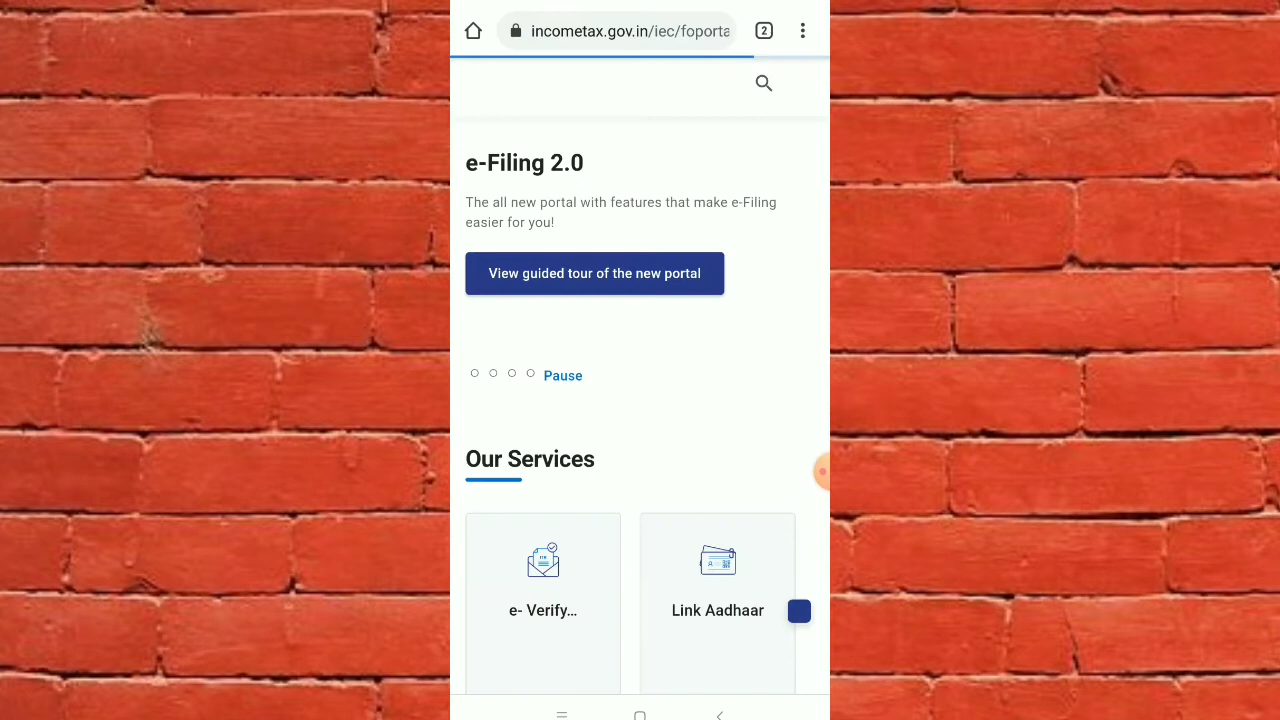 incometax.gov.in/iec/foporta
2
e-Filing 2.0
The all new portal with features that make e-Filing
easier for you!
View guided tour of the new portal
Pause
Our Services
e- Verify...
Link Aadhaar